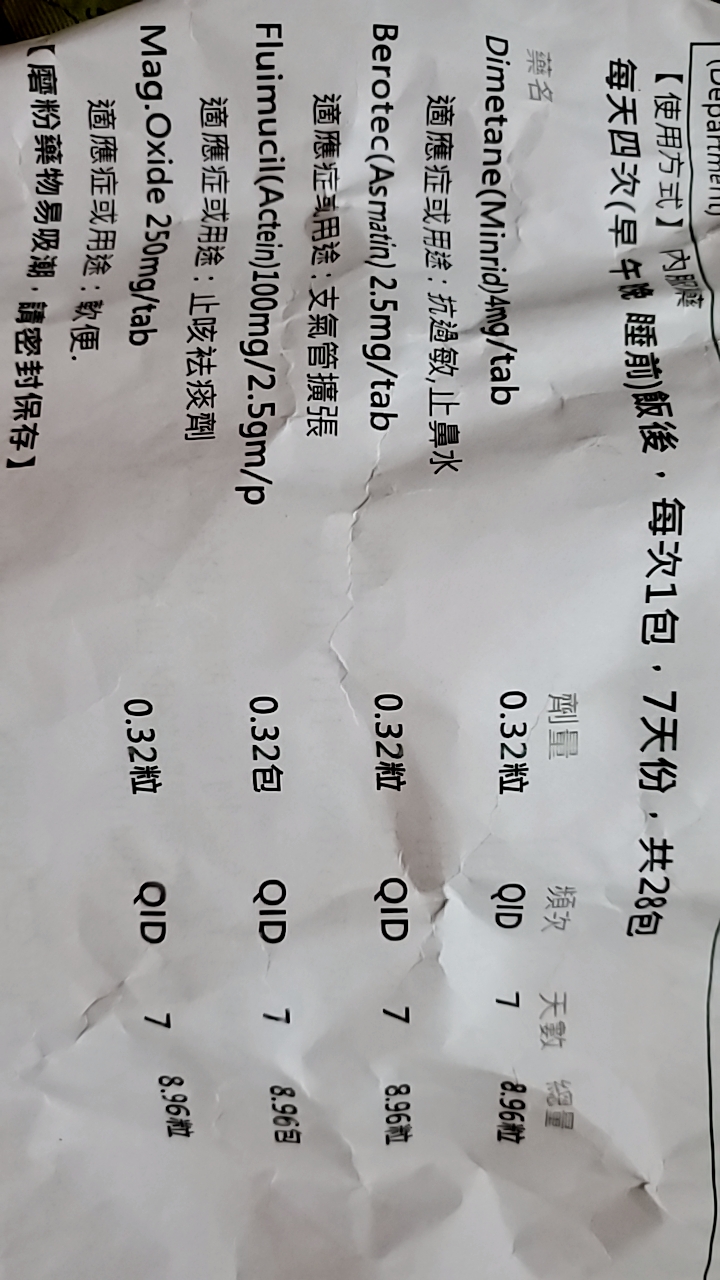 (Department)
【使用方式】 內服藥
每天四次(早 午 晚 睡前)飯後，每次1包，7天份，共28包
藥名 劑量 頻次 天數 總量
Dimetane(Minrid)4mg/tab 0.32粒 QID 7 8.96粒
適應症或用途：抗過敏,止鼻水
Berotec(Asmatin) 2.5mg/tab 0.32粒 QID 7 8.96粒
適應症或用途：支氣管擴張
Fluimucil(Actein)100mg/2.5gm/p 0.32包 QID 7 8.96包
適應症或用途：止咳祛痰劑
Mag.Oxide 250mg/tab 0.32粒 QID 7 8.96粒
適應症或用途：軟便.
【磨粉藥物易吸潮，請密封保存】